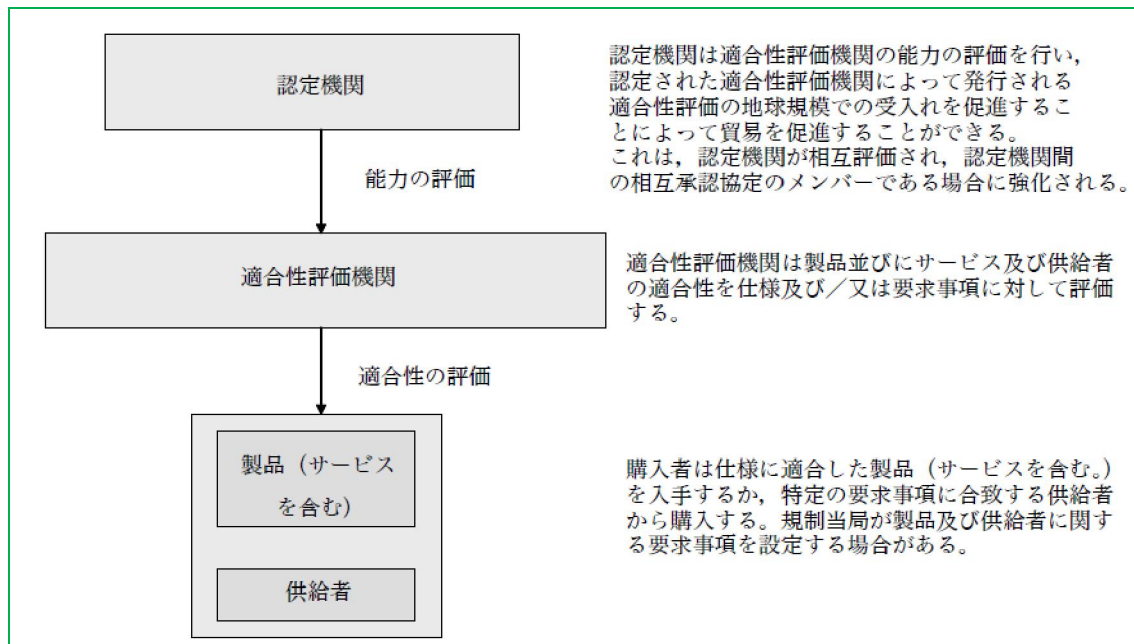 認定機関
認定機関は適合性評価機関の能力の評価を行い，
認定された適合性評価機関によって発行される
適合性評価の地球規模での受入れを促進するこ
とによって貿易を促進することができる。
これは，認定機関が相互評価され，認定機関間
の相互承認協定のメンバーである場合に強化される。
能力の評価
適合性評価機関
適合性評価機関は製品並びにサービス及び供給者
の適合性を仕様及び／又は要求事項に対して評価
する。
適合性の評価
製品（サービス
を含む）
購入者は仕様に適合した製品（サービスを含む。）
を入手するか，特定の要求事項に合致する供給者
から購入する。規制当局が製品及び供給者に関す
る要求事項を設定する場合がある。
供給者